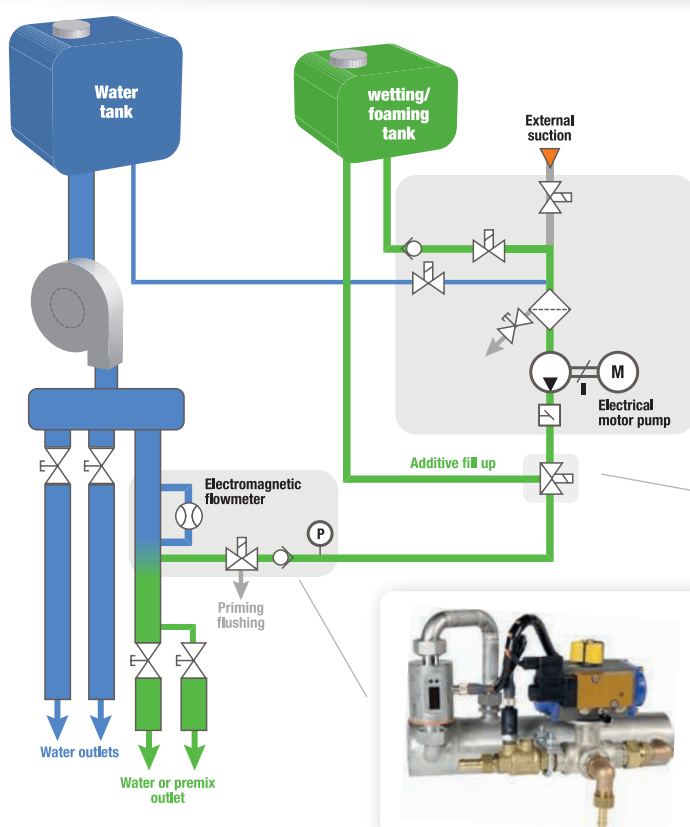 Water
tank
wetting/
foaming
tank
External
suction
M
Electrical
motor pump
Additive fill up
Electromagnetic
flowmeter
P
Priming
flushing
Water outlets
Water or premix
outlet